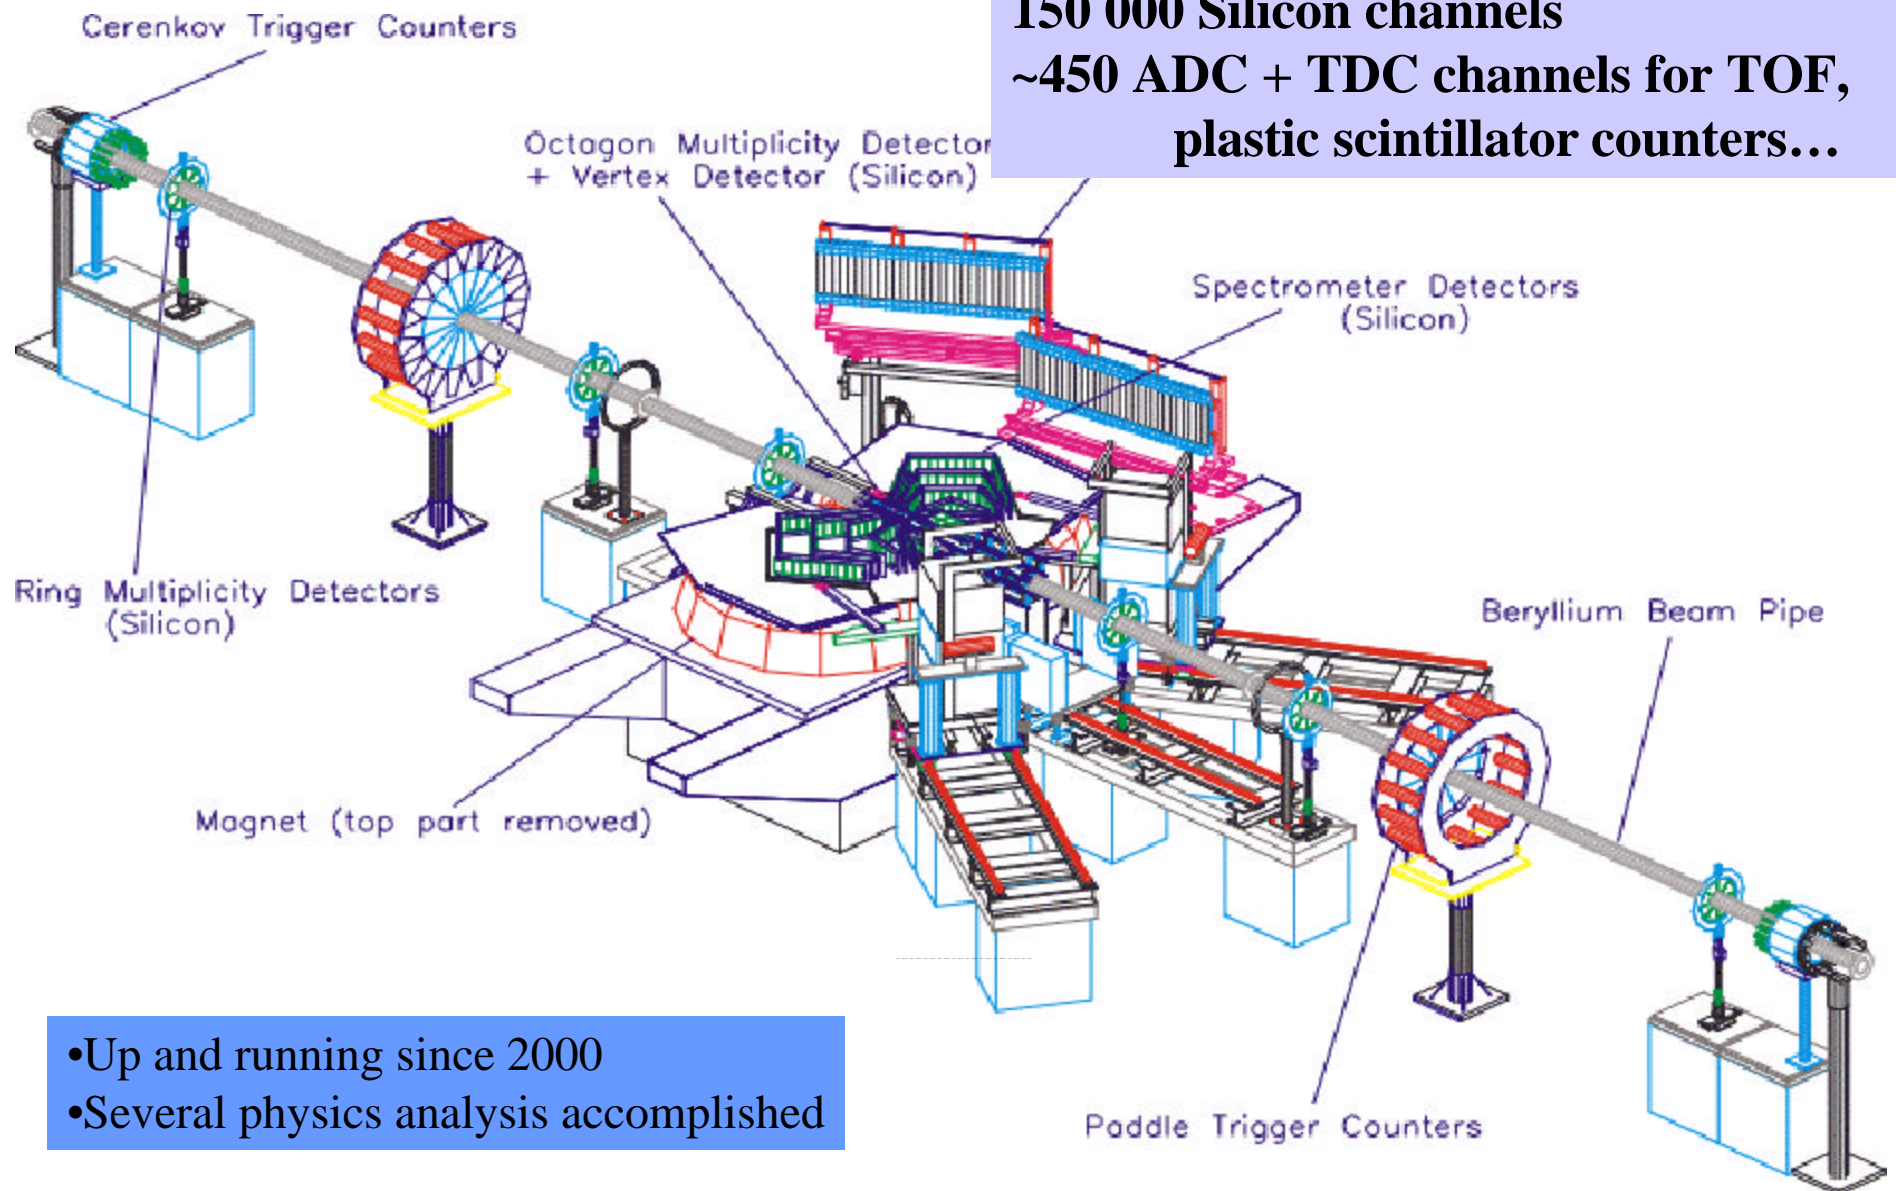 150 000 Silicon channels
~450 ADC + TDC channels for TOF,
plastic scintillator counters…
Cerenkov Trigger Counters
Octagon Multiplicity Detector
+ Vertex Detector (Silicon)
Spectrometer Detectors
(Silicon)
Ring Multiplicity Detectors
(Silicon)
Beryllium Beam Pipe
Magnet (top part removed)
•Up and running since 2000
•Several physics analysis accomplished
Paddle Trigger Counters